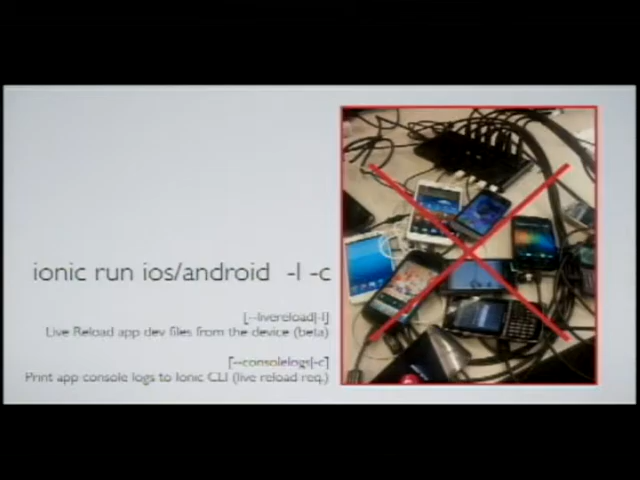 ionic run ios/android -l -c
[--livereload|-l]
Live Reload app dev files from the device (beta)
[--consolelogs|-c]
Print app console logs to Ionic CLI (live reload req.)